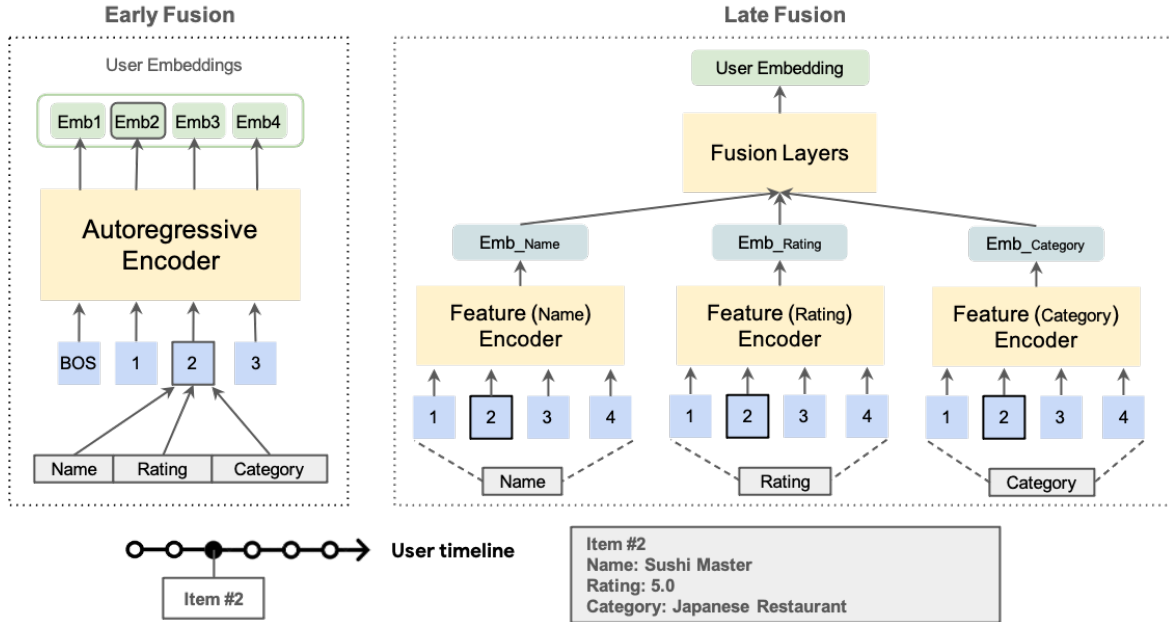 Early Fusion
User Embeddings
Emb1 Emb2 Emb3 Emb4
Autoregressive
Encoder
BOS 1 2 3
Name Rating Category
Late Fusion
User Embedding
Fusion Layers
Emb_Name Emb_Rating Emb_Category
Feature (Name)
Encoder
Feature (Rating)
Encoder
Feature (Category)
Encoder
1 2 3 4
1 2 3 4
1 2 3 4
Name Rating Category
User timeline
Item #2
Item #2
Name: Sushi Master
Rating: 5.0
Category: Japanese Restaurant